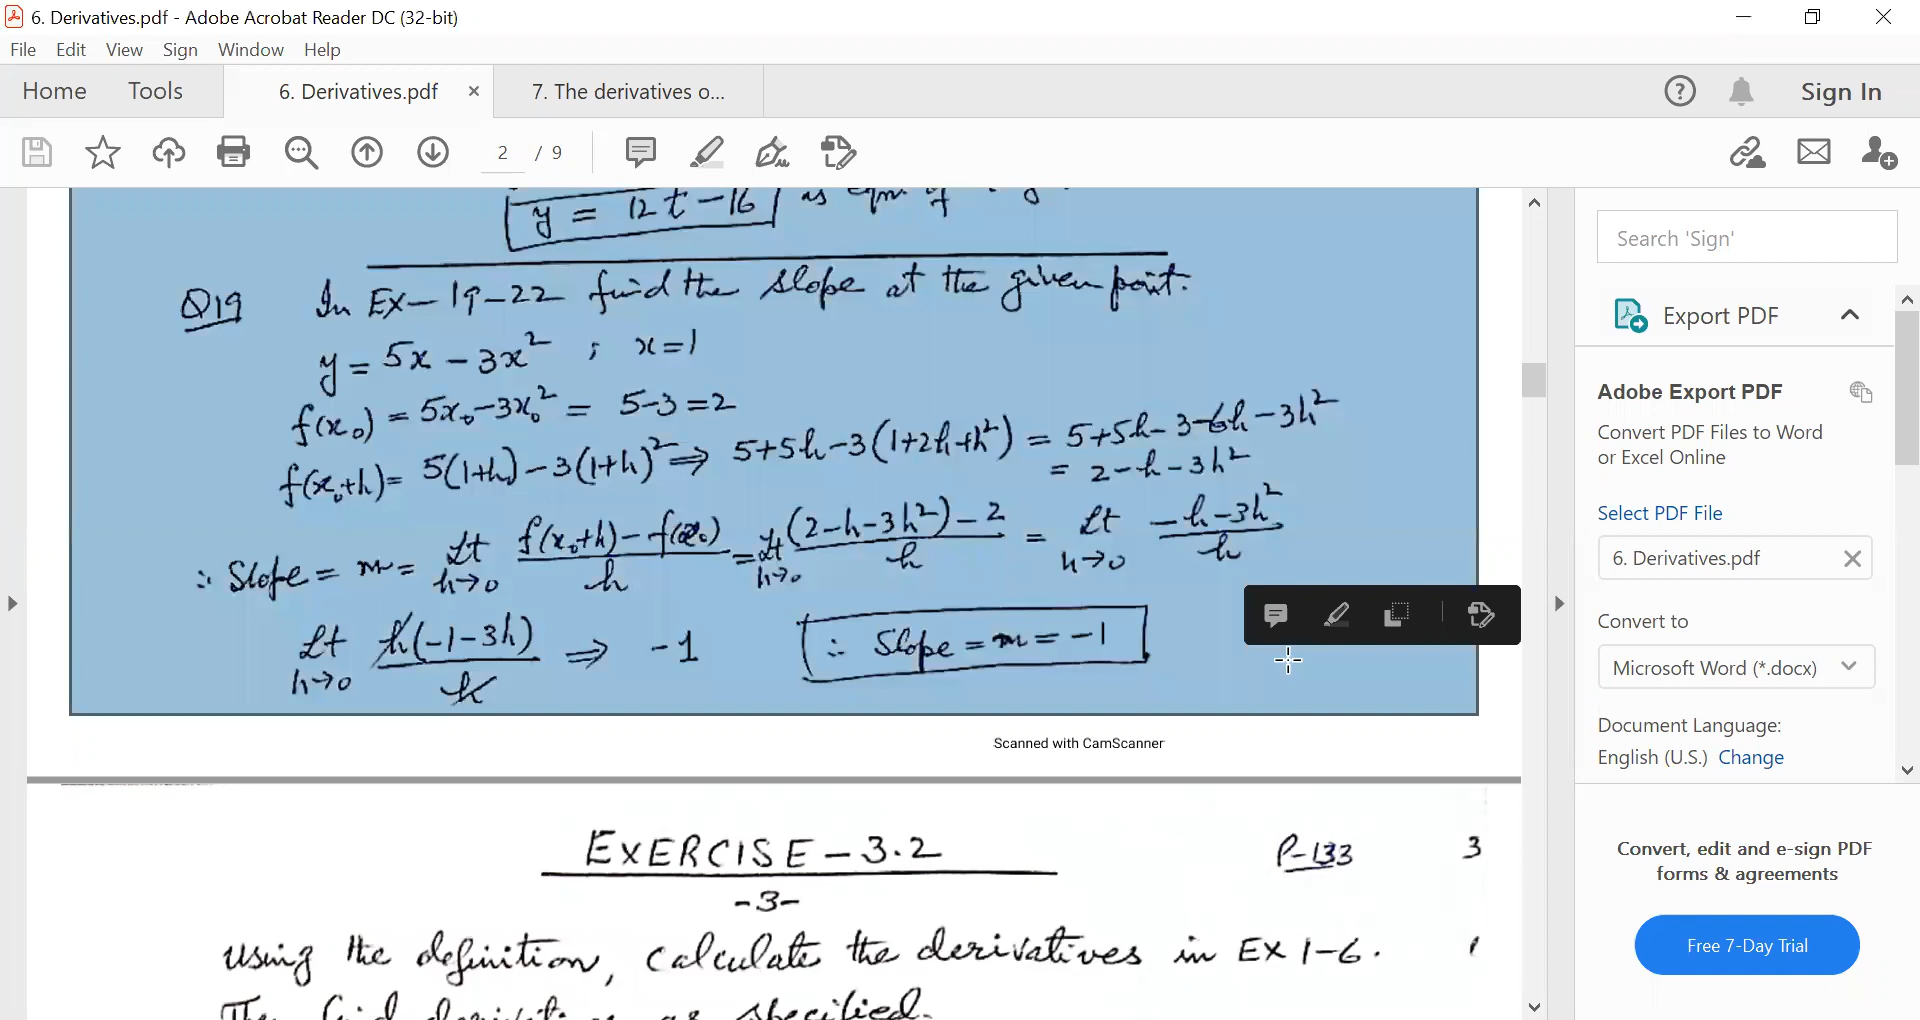 6. Derivatives.pdf - Adobe Acrobat Reader DC (32-bit)
File Edit View Sign Window Help
Home Tools 6. Derivatives.pdf × 7. The derivatives o... ? Sign In
2 / 9
y = 12t - 16 as eqn. of
Q19 In Ex-19-22 find the slope at the given point.
y = 5x - 3x² ; x=1
f(x₀) = 5x₀-3x₀² = 5-3=2
f(x₀+h)= 5(1+h)-3(1+h)² ⇒ 5+5h-3(1+2h+h²) = 5+5h-3-6h-3h²
= 2-h-3h²
∴ Slope = m = Lt h→0 f(x₀+h)-f(x₀) / h = Lt h→0 (2-h-3h²)-2 / h = Lt h→0 -h-3h² / h
Lt h→0 h(-1-3h) / h ⇒ -1 ∴ Slope = m = -1
Scanned with CamScanner
EXERCISE-3.2 P-133 3
-3-
using the definition, calculate the derivatives in EX 1-6.
as specified.
Search 'Sign'
Export PDF
Adobe Export PDF
Convert PDF Files to Word
or Excel Online
Select PDF File
6. Derivatives.pdf
Convert to
Microsoft Word (*.docx)
Document Language:
English (U.S.) Change
Convert, edit and e-sign PDF
forms & agreements
Free 7-Day Trial